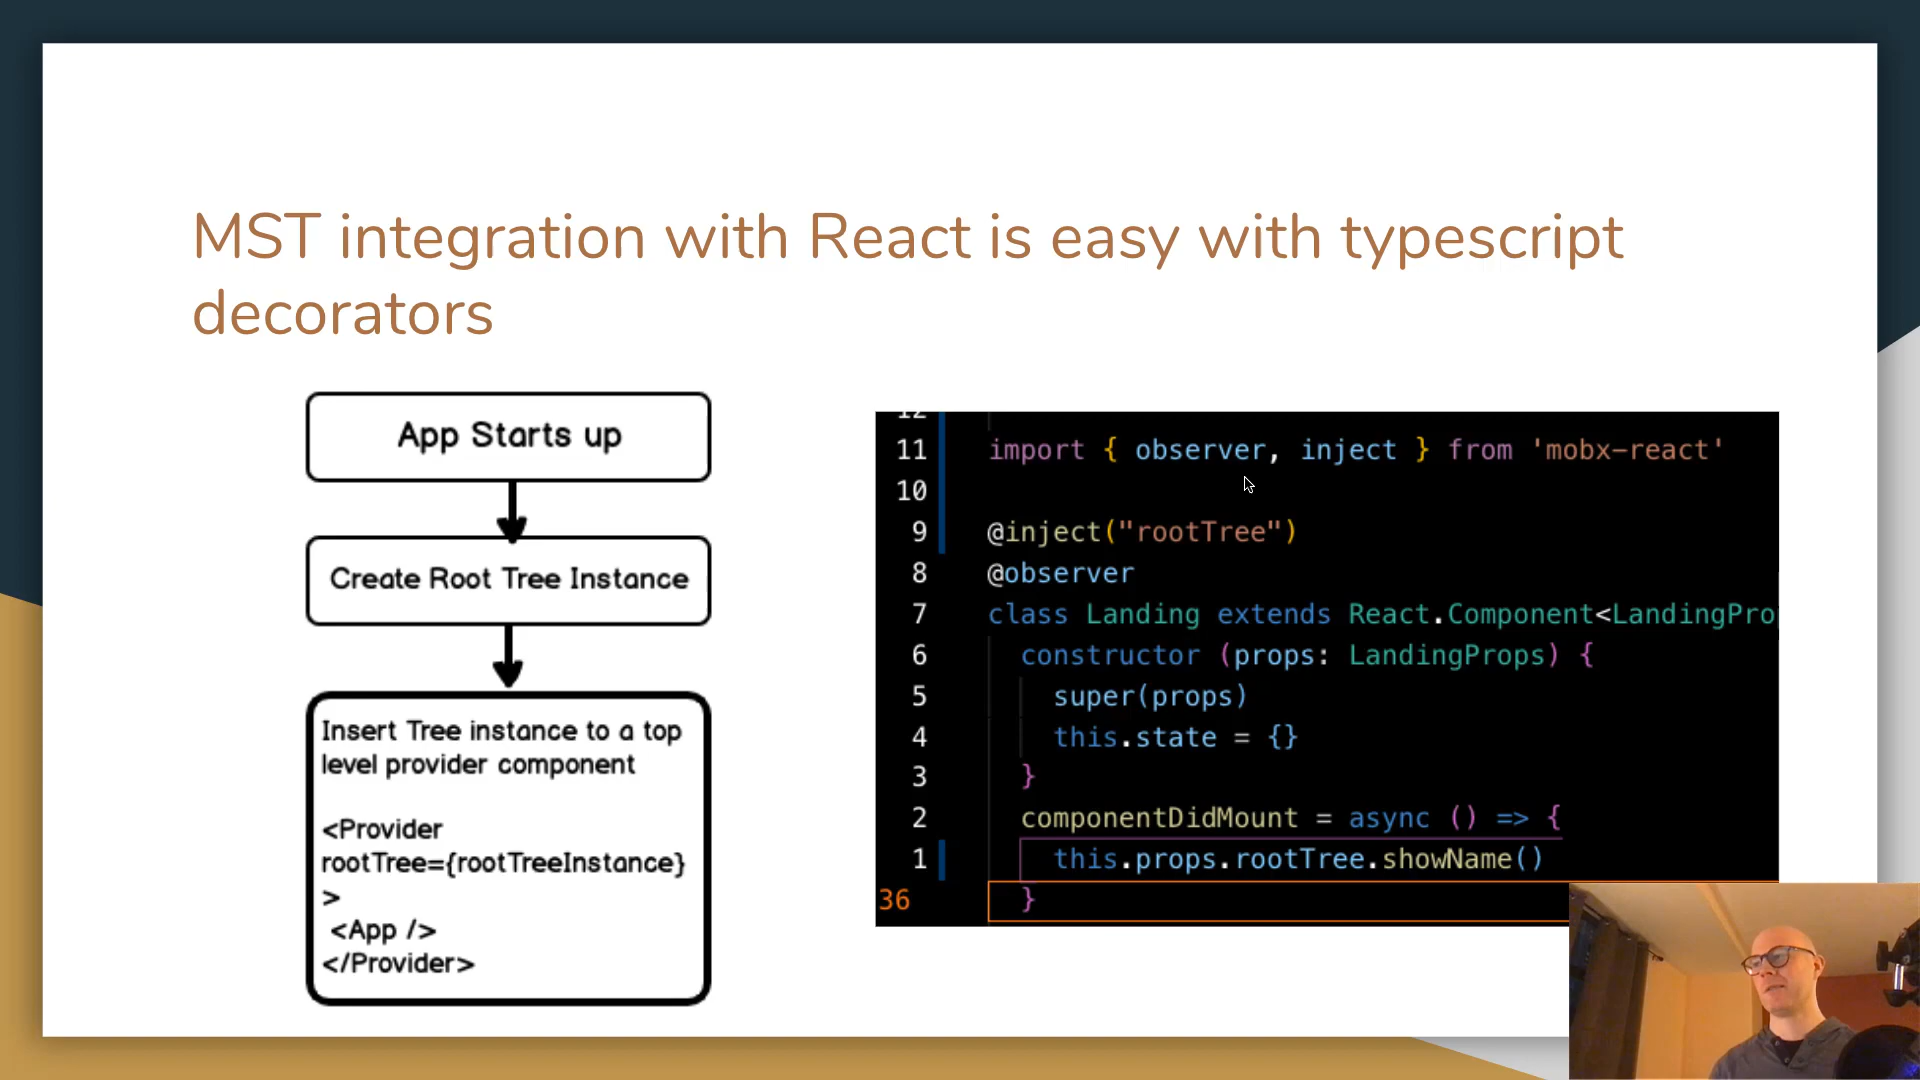 MST integration with React is easy with typescript
decorators
App Starts up
Create Root Tree Instance
Insert Tree instance to a top
level provider component
<Provider
rootTree={rootTreeInstance}
>
<App />
</Provider>
12
11 import { observer, inject } from 'mobx-react'
10
9 @inject("rootTree")
8 @observer
7 class Landing extends React.Component<LandingPro
6 constructor (props: LandingProps) {
5 super(props)
4 this.state = {}
3 }
2 componentDidMount = async () => {
1 this.props.rootTree.showName()
36 }